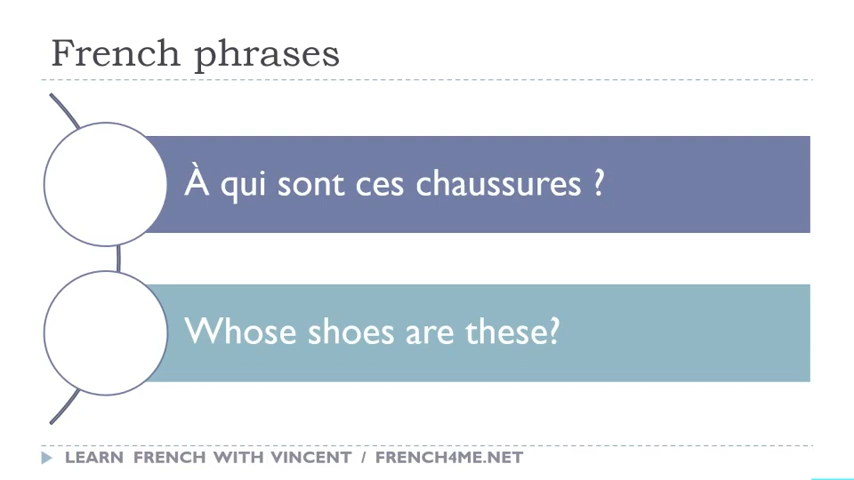 French phrases
À qui sont ces chaussures ?
Whose shoes are these?
LEARN FRENCH WITH VINCENT / FRENCH4ME.NET